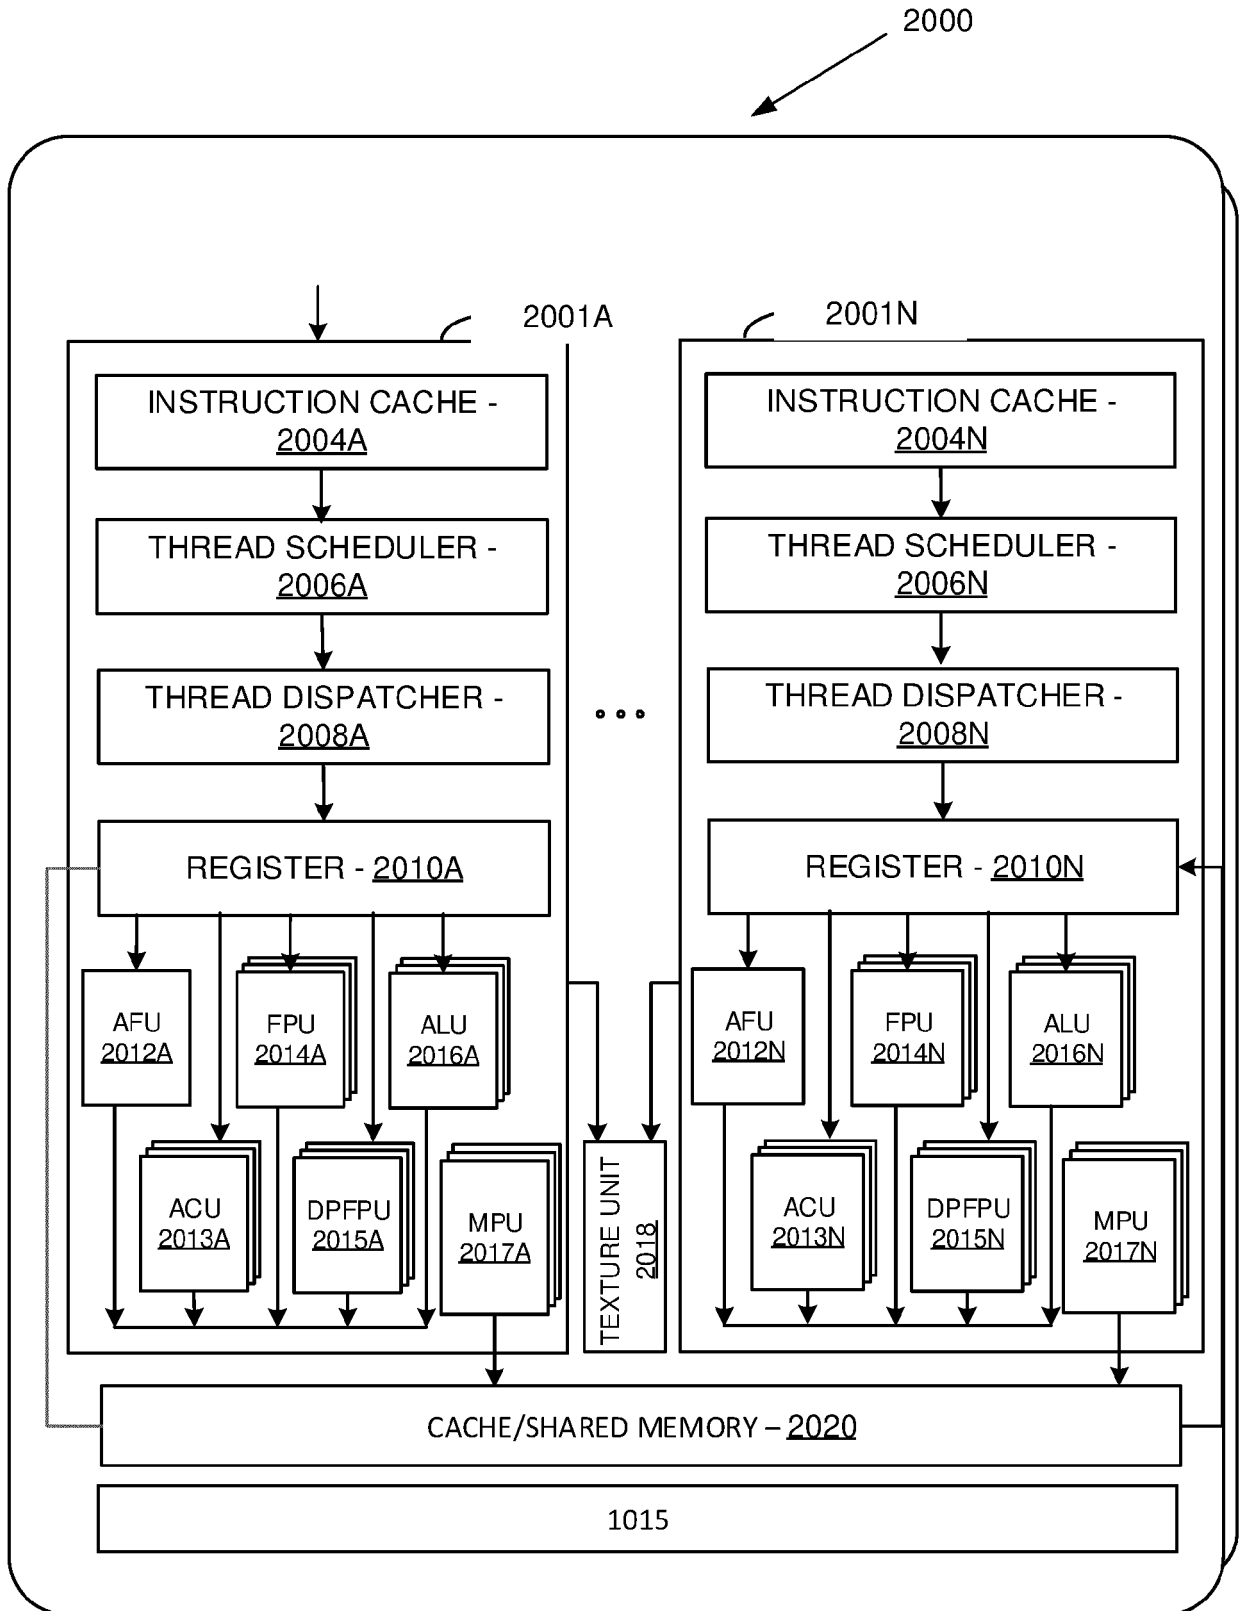 2000
2001A
INSTRUCTION CACHE -
2004A
THREAD SCHEDULER -
2006A
THREAD DISPATCHER -
2008A
REGISTER - 2010A
AFU
2012A
FPU
2014A
ALU
2016A
ACU
2013A
DPFPU
2015A
MPU
2017A
TEXTURE UNIT
2018
2001N
INSTRUCTION CACHE -
2004N
THREAD SCHEDULER -
2006N
THREAD DISPATCHER -
2008N
REGISTER - 2010N
AFU
2012N
FPU
2014N
ALU
2016N
ACU
2013N
DPFPU
2015N
MPU
2017N
CACHE/SHARED MEMORY – 2020
1015